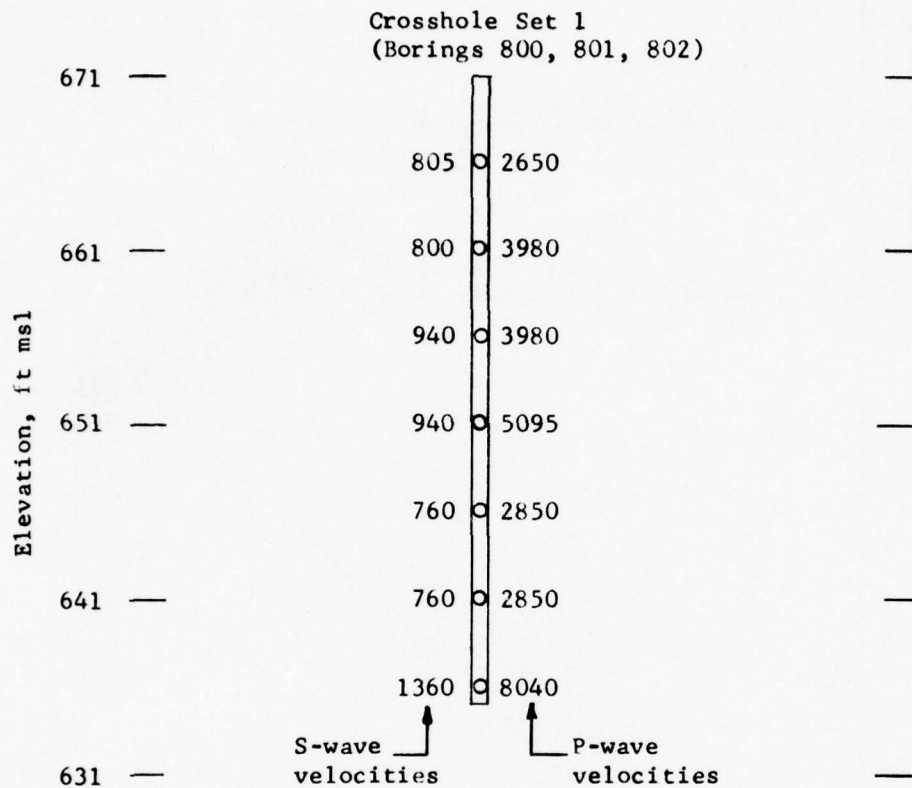 Crosshole Set 1
(Borings 800, 801, 802)
671
805 2650
661
800 3980
940 3980
Elevation, ft msl
651
940 5095
760 2850
641
760 2850
1360 8040
S-wave velocities
P-wave velocities
631